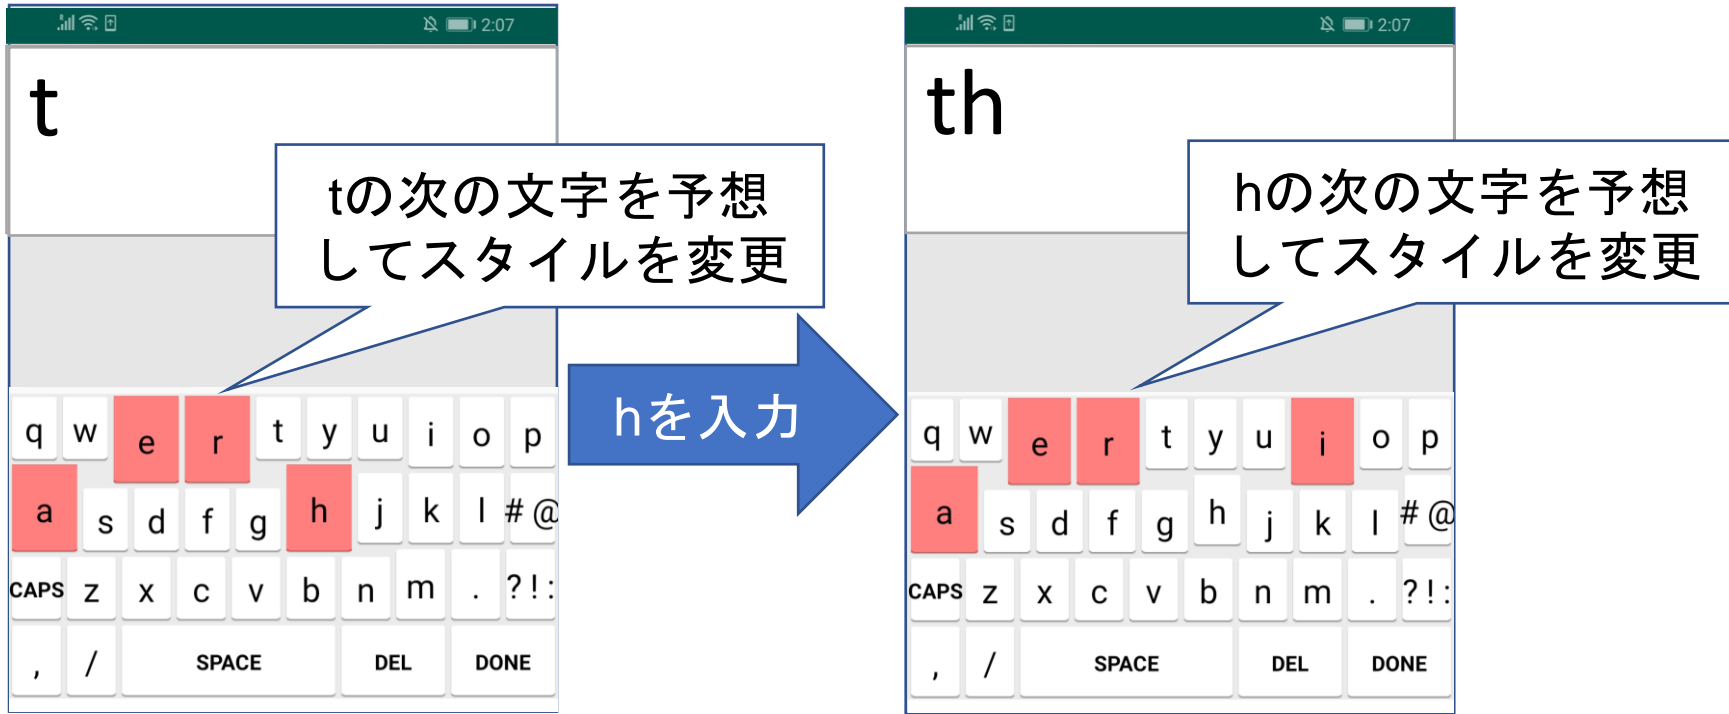 2:07
t
tの次の文字を予想
してスタイルを変更
q w e r t y u i o p
a s d f g h j k l #@
CAPS z x c v b n m . ?!:
, / SPACE DEL DONE
hを入力
2:07
th
hの次の文字を予想
してスタイルを変更
q w e r t y u i o p
a s d f g h j k l #@
CAPS z x c v b n m . ?!:
, / SPACE DEL DONE